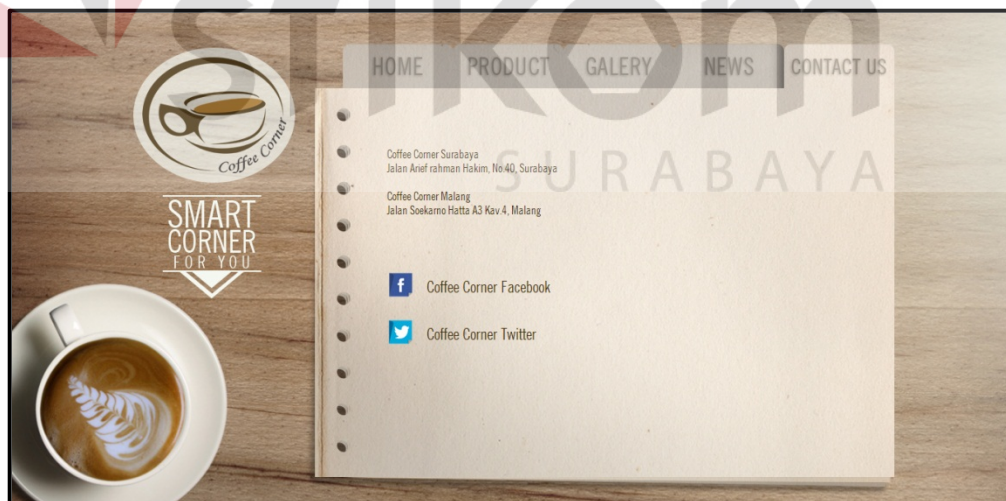 STIKOM
SURABAYA
HOME PRODUCT GALERY NEWS CONTACT US
Coffee Corner
SMART
CORNER
FOR YOU
Coffee Corner Surabaya
Jalan Arief rahman Hakim, No.40, Surabaya
Coffee Corner Malang
Jalan Soekarno Hatta A3 Kav.4, Malang
f Coffee Corner Facebook
Coffee Corner Twitter